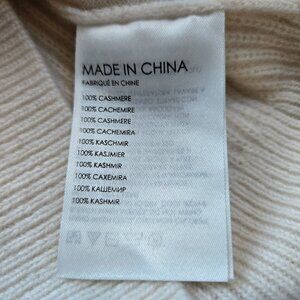 MADE IN CHINA
FABRIQUÉ EN CHINE
100% CASHMERE
100% CACHEMIRE
100% CASHMERE
100% CACHEMIRA
100% KASCHMIR
100% KASJMIER
100% KASHMIR
100% CAXEMIRA
100% КАШЕМИР
100% KAŠMIR